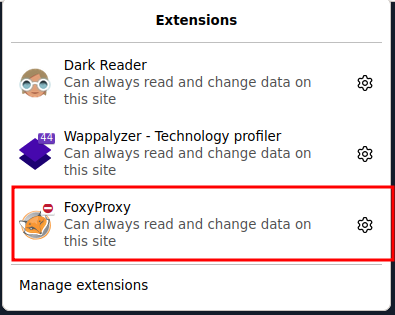 Extensions
Dark Reader
Can always read and change data on
this site
44
Wappalyzer - Technology profiler
Can always read and change data on
this site
FoxyProxy
Can always read and change data on
this site
Manage extensions